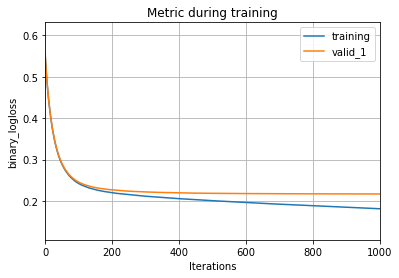 Metric during training
training
valid_1
binary_logloss
0.6
0.5
0.4
0.3
0.2
0
200
400
600
800
1000
Iterations